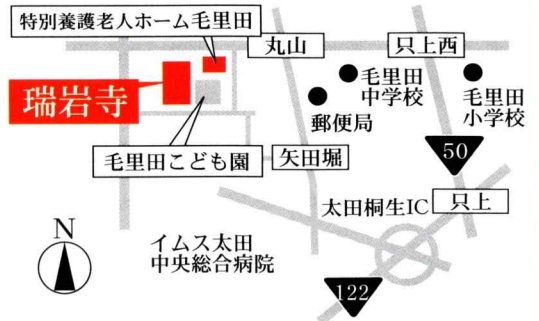 特別養護老人ホーム毛里田
丸山
只上西
瑞岩寺
毛里田
中学校
毛里田
小学校
郵便局
毛里田こども園
矢田堀
50
太田桐生IC
只上
N
イムス太田
中央総合病院
122